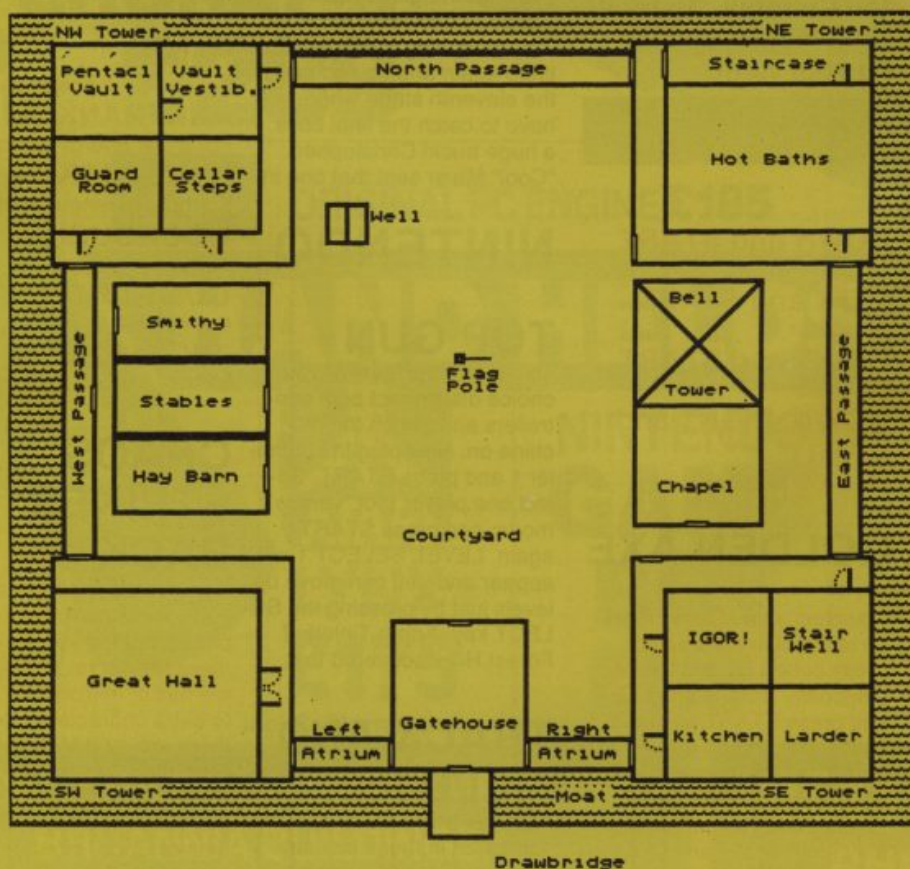 NW Tower
NE Tower
Pentacl
Vault
Vault
Vestib.
North Passage
Staircase
Guard
Room
Cellar
Steps
Hot Baths
Well
West Passage
Smithy
Stables
Hay Barn
Flag
Pole
Bell
Tower
Chapel
East Passage
Courtyard
Great Hall
Left
Atrium
Gatehouse
Right
Atrium
IGOR!
Stair
Well
Kitchen
Larder
SW Tower
Moat
SE Tower
Drawbridge